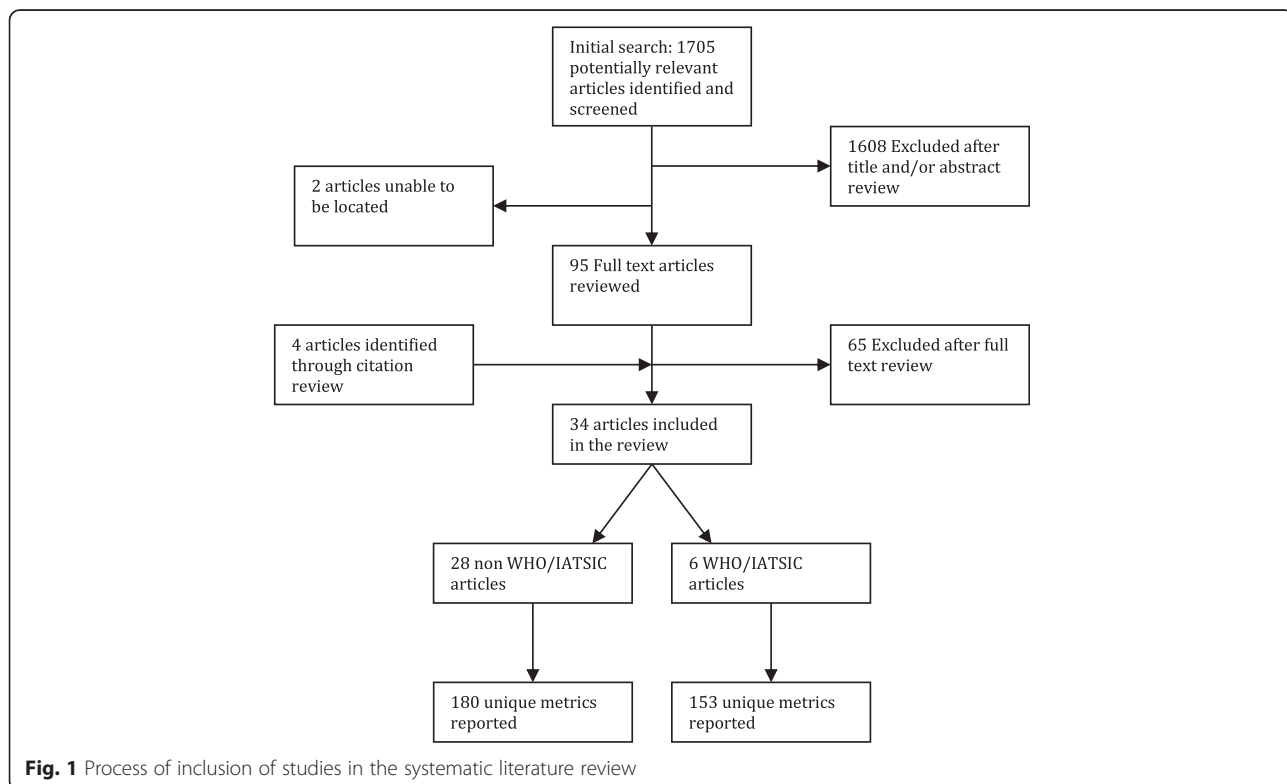 Initial search: 1705
potentially relevant
articles identified and
screened
1608 Excluded after
title and/or abstract
review
2 articles unable to
be located
95 Full text articles
reviewed
4 articles identified
through citation
review
65 Excluded after full
text review
34 articles included
in the review
28 non WHO/IATSIC
articles
6 WHO/IATSIC
articles
180 unique metrics
reported
153 unique metrics
reported
Fig. 1 Process of inclusion of studies in the systematic literature review